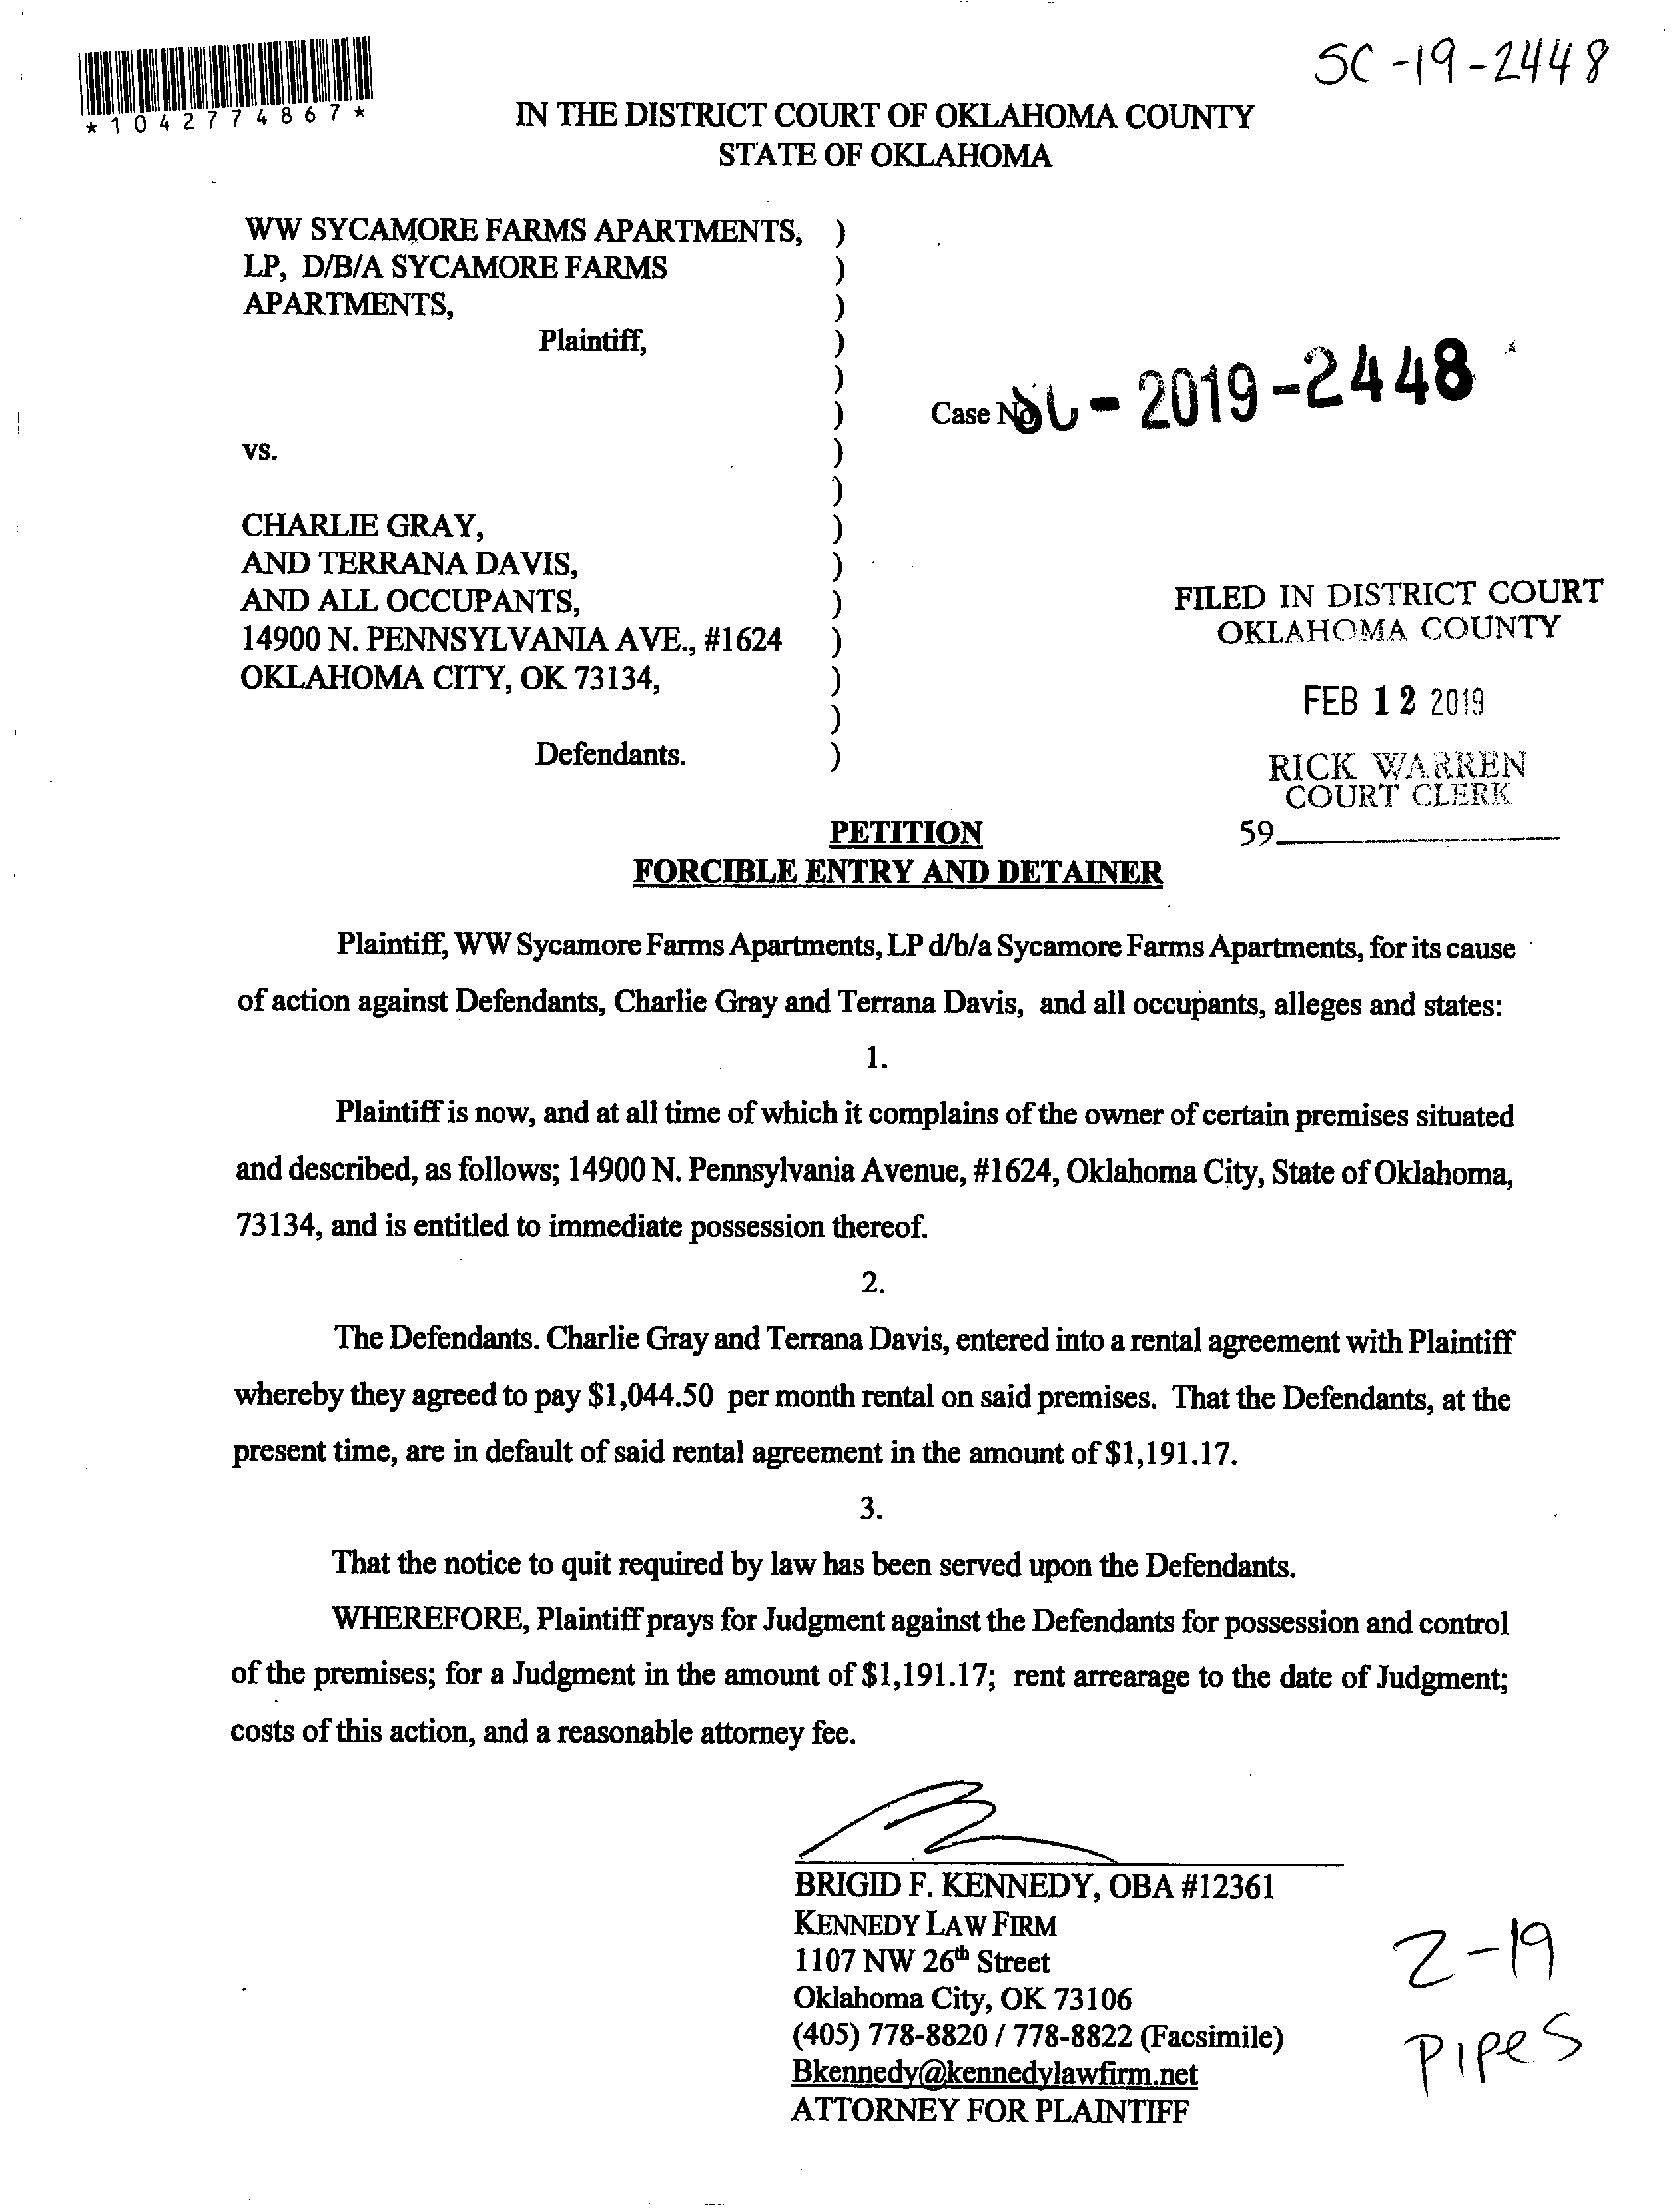 SC-19-2448
*1042774867*
IN THE DISTRICT COURT OF OKLAHOMA COUNTY
STATE OF OKLAHOMA
WW SYCAMORE FARMS APARTMENTS, )
LP, D/B/A SYCAMORE FARMS )
APARTMENTS, )
Plaintiff, )
)
Case No. SC-2019-2448 )
vs. )
)
CHARLIE GRAY, )
AND TERRANA DAVIS, )
AND ALL OCCUPANTS, )
14900 N. PENNSYLVANIA AVE., #1624 )
OKLAHOMA CITY, OK 73134, )
)
Defendants. )
FILED IN DISTRICT COURT
OKLAHOMA COUNTY
FEB 12 2019
RICK WARREN
COURT CLERK
59
PETITION
FORCIBLE ENTRY AND DETAINER
Plaintiff, WW Sycamore Farms Apartments, LP d/b/a Sycamore Farms Apartments, for its cause
of action against Defendants, Charlie Gray and Terrana Davis, and all occupants, alleges and states:
1.
Plaintiff is now, and at all time of which it complains of the owner of certain premises situated
and described, as follows; 14900 N. Pennsylvania Avenue, #1624, Oklahoma City, State of Oklahoma,
73134, and is entitled to immediate possession thereof.
2.
The Defendants. Charlie Gray and Terrana Davis, entered into a rental agreement with Plaintiff
whereby they agreed to pay $1,044.50 per month rental on said premises. That the Defendants, at the
present time, are in default of said rental agreement in the amount of $1,191.17.
3.
That the notice to quit required by law has been served upon the Defendants.
WHEREFORE, Plaintiff prays for Judgment against the Defendants for possession and control
of the premises; for a Judgment in the amount of $1,191.17; rent arrearage to the date of Judgment;
costs of this action, and a reasonable attorney fee.
BRIGID F. KENNEDY, OBA #12361
KENNEDY LAW FIRM
1107 NW 26th Street
Oklahoma City, OK 73106
(405) 778-8820 / 778-8822 (Facsimile)
Bkennedy@kennedylawfirm.net
ATTORNEY FOR PLAINTIFF
2-19
Pipes